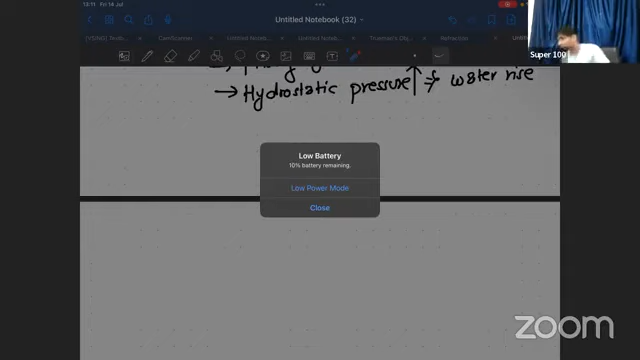 13:11 Fri 14 Jul
Untitled Notebook (32)
CamScanner
Untitled Noteb...
Untitled Noteb...
Refraction
Super 100
→ Hydrostatic pressure ↑ ⇒ water rise
Low Battery
10% battery remaining.
Low Power Mode
Close
zoom